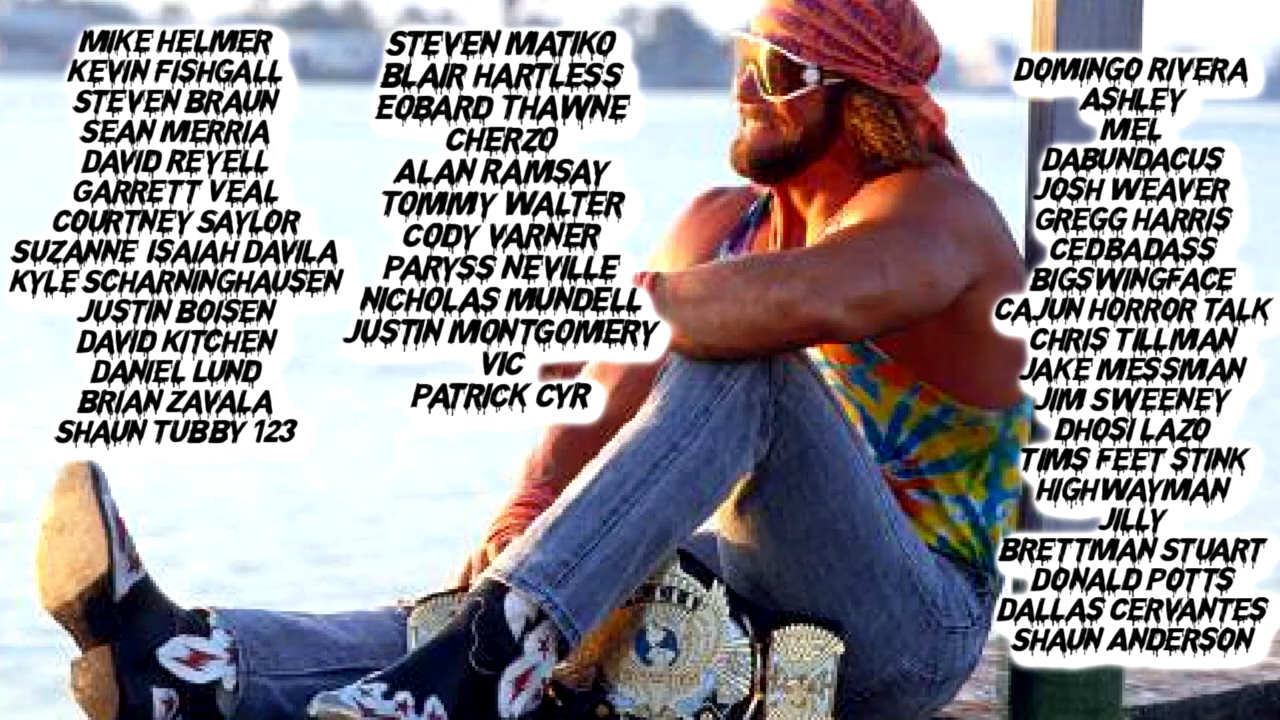 MIKE HELMER
KEVIN FISHGALL
STEVEN BRAUN
SEAN MERRIA
DAVID REYELL
GARRETT VEAL
COURTNEY SAYLOR
SUZANNE ISAIAH DAVILA
KYLE SCHARNINGHAUSEN
JUSTIN BOISEN
DAVID KITCHEN
DANIEL LUND
BRIAN ZAVALA
SHAUN TUBBY 123
STEVEN MATIKO
BLAIR HARTLESS
EOBARD THAWNE
CHERZO
ALAN RAMSAY
TOMMY WALTER
CODY VARNER
PARYSS NEVILLE
NICHOLAS MUNDELL
JUSTIN MONTGOMERY
VIC
PATRICK CYR
DOMINGO RIVERA
ASHLEY
MEL
DABUNDACUS
JOSH WEAVER
GREGG HARRIS
CEDBADASS
BIGSWINGFACE
CAJUN HORROR TALK
CHRIS TILLMAN
JAKE MESSMAN
JIM SWEENEY
DHOSI LAZO
TIMS FEET STINK
HIGHWAYMAN
JILLY
BRETTMAN STUART
DONALD POTTS
DALLAS CERVANTES
SHAUN ANDERSON